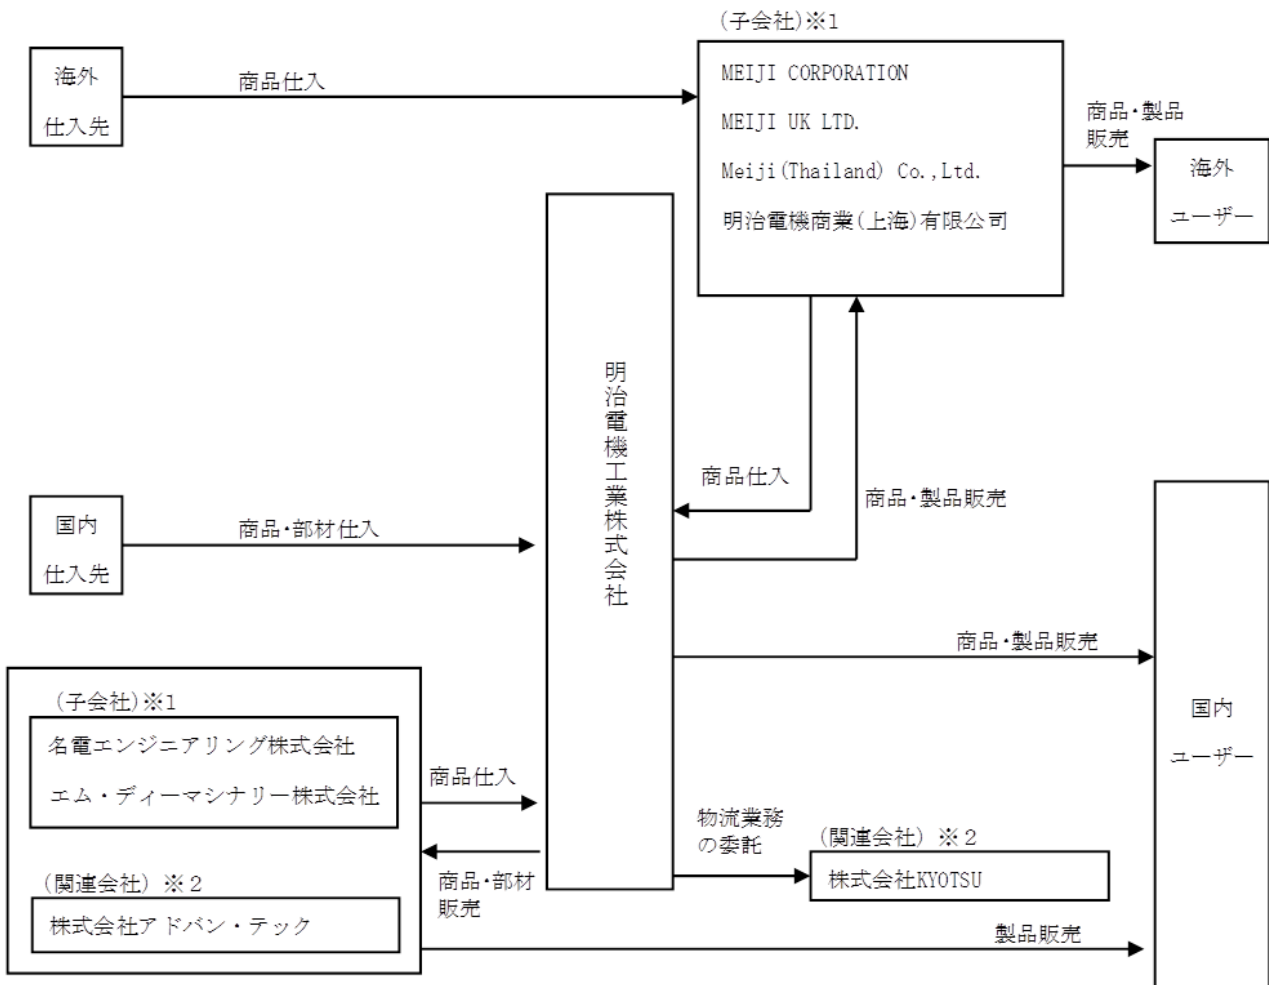 (子会社)※1
海外
仕入先
商品仕入
MEIJI CORPORATION
MEIJI UK LTD.
Meiji(Thailand) Co.,Ltd.
明治電機商業(上海)有限公司
商品・製品
販売
海外
ユーザー
明治電機工業株式会社
商品仕入
商品・製品販売
国内
仕入先
商品・部材仕入
商品・製品販売
国内
ユーザー
(子会社)※1
名電エンジニアリング株式会社
エム・ディーマシナリー株式会社
商品仕入
商品・部材
販売
物流業務
の委託
(関連会社) ※2
株式会社KYOTSU
(関連会社) ※2
株式会社アドバン・テック
製品販売